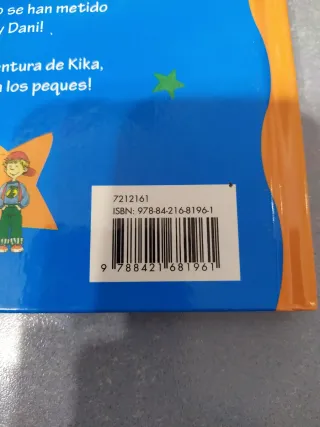 o se han metido
y Dani!
entura de Kika,
los peques!
7212161
ISBN: 978-84-216-8196-1
9 788421 681961